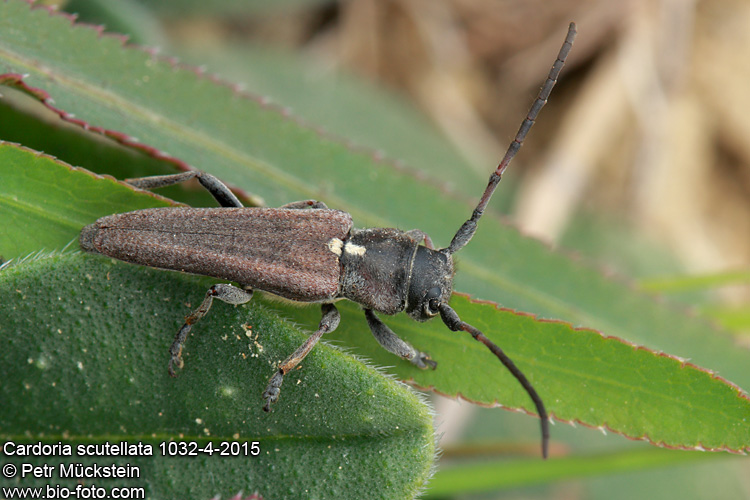 Cardoria scutellata 1032-4-2015
© Petr Mückstein
www.bio-foto.com